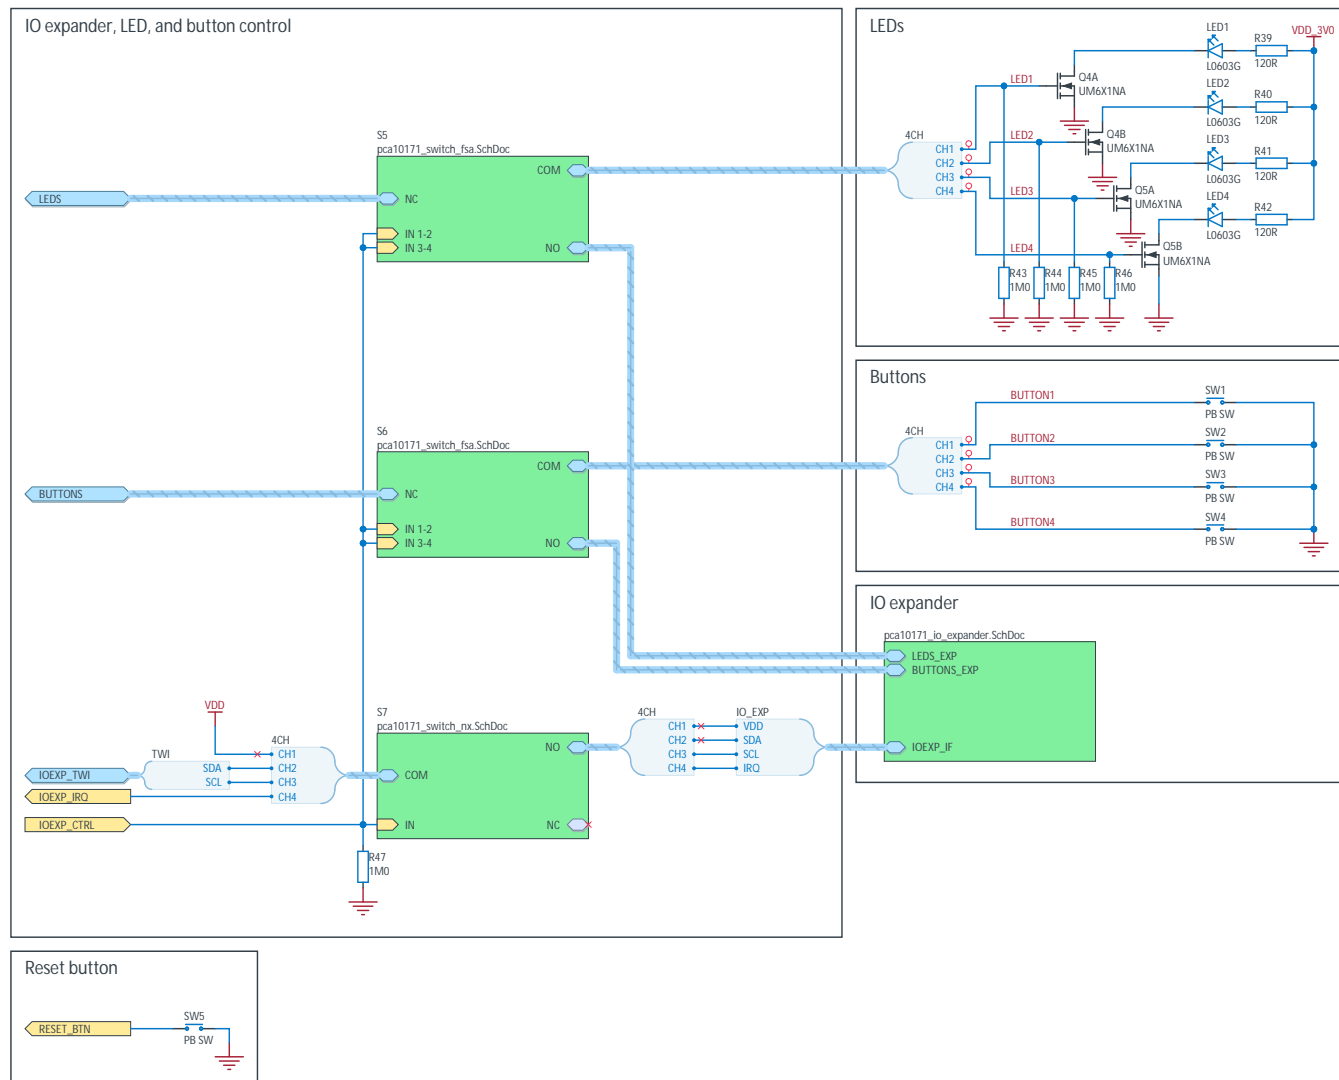 IO expander, LED, and button control
S5
pca10171_switch_fsa.SchDoc
COM
LEDS
NC
IN 1-2
IN 3-4
NO
S6
pca10171_switch_fsa.SchDoc
COM
BUTTONS
NC
IN 1-2
IN 3-4
NO
S7
pca10171_switch_nx.SchDoc
VDD
4CH
CH1
CH2
CH3
CH4
TWI
SDA
SCL
IOEXP_TWI
IOEXP_IRQ
IOEXP_CTRL
NO
COM
IN
NC
R47
1M0
4CH
CH1
CH2
CH3
CH4
IO_EXP
VDD
SDA
SCL
IRQ
LEDs
4CH
CH1
CH2
CH3
CH4
LED1
LED2
LED3
LED4
Q4A
UM6X1NA
Q4B
UM6X1NA
Q5A
UM6X1NA
Q5B
UM6X1NA
LED1
L0603G
LED2
L0603G
LED3
L0603G
LED4
L0603G
R39
120R
R40
120R
R41
120R
R42
120R
VDD_3V0
R43
1M0
R44
1M0
R45
1M0
R46
1M0
Buttons
4CH
CH1
CH2
CH3
CH4
BUTTON1
BUTTON2
BUTTON3
BUTTON4
SW1
PB SW
SW2
PB SW
SW3
PB SW
SW4
PB SW
IO expander
pca10171_io_expander.SchDoc
LEDS_EXP
BUTTONS_EXP
IOEXP_IF
Reset button
RESET_BTN
SW5
PB SW